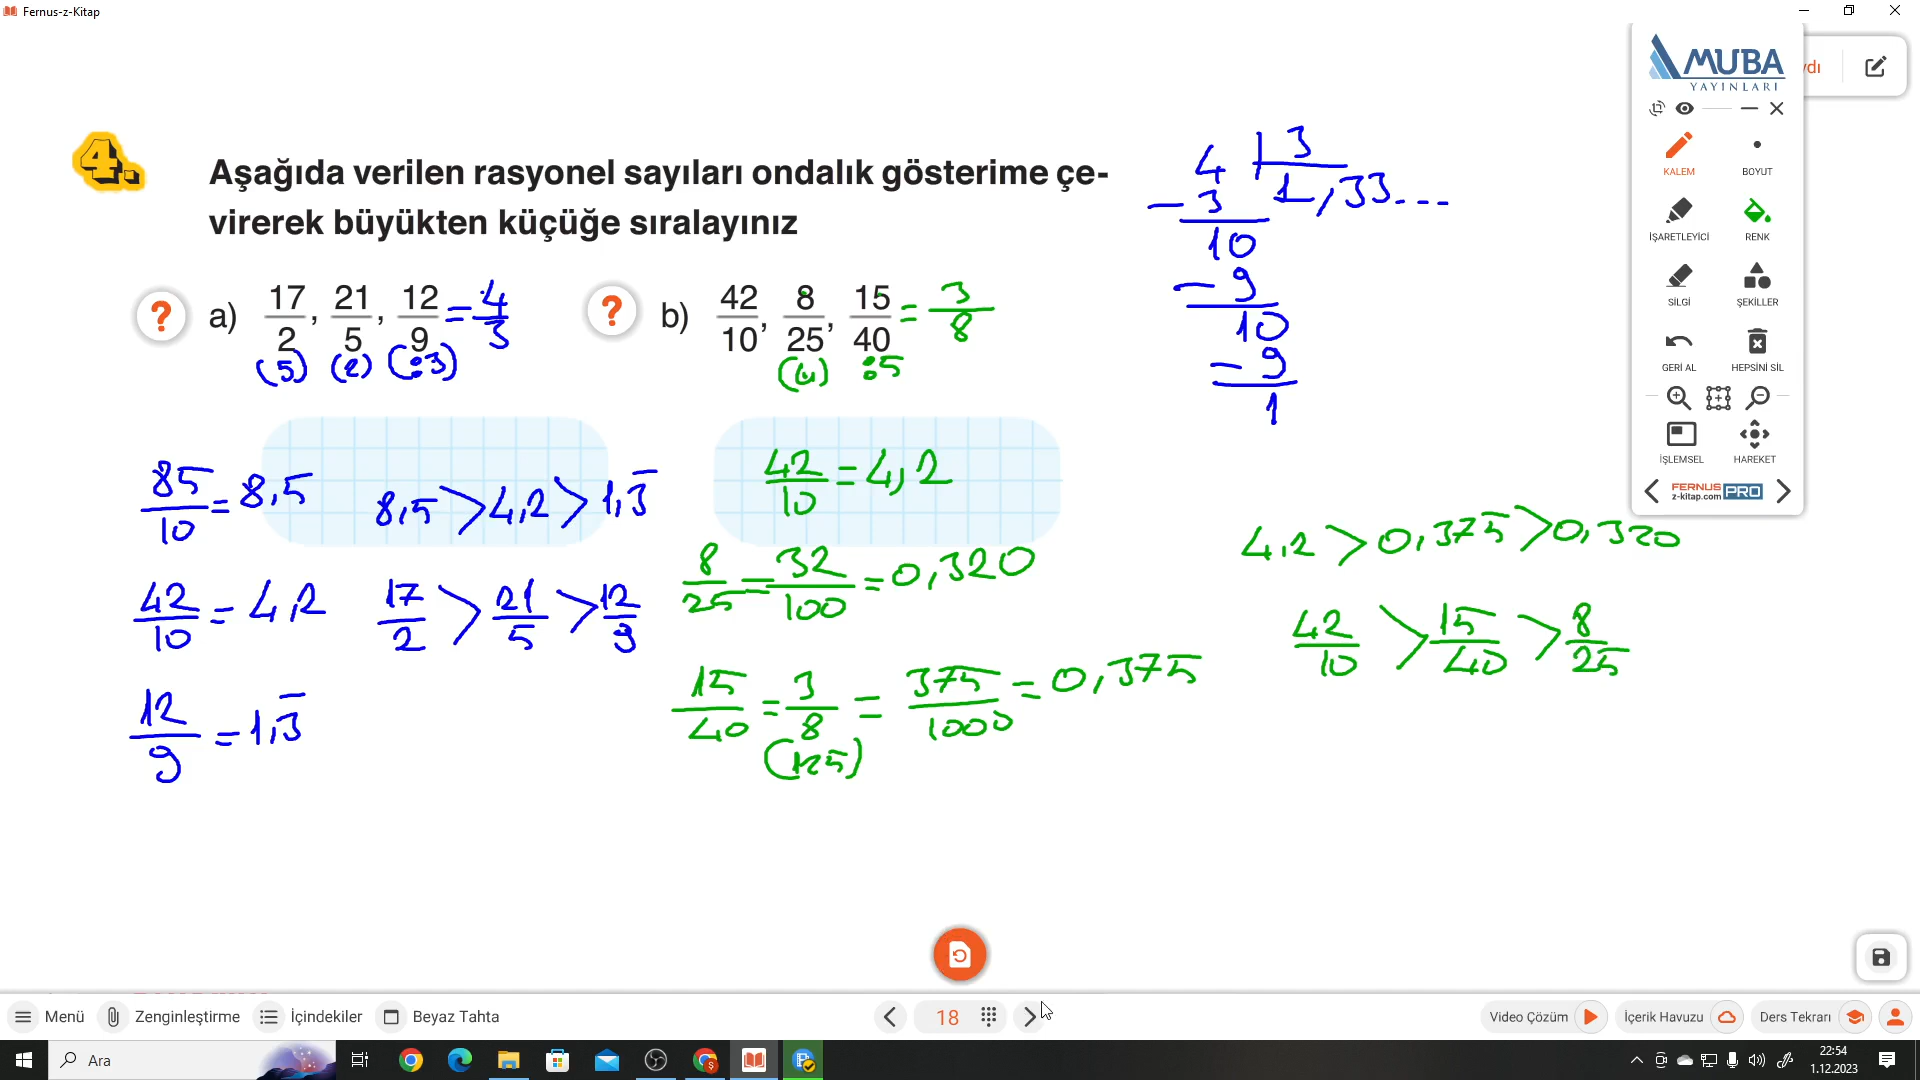 Fernus-z-Kitap
MUBA
YAYINLARI
ydı
KALEM
BOYUT
İŞARETLEYİCİ
RENK
SİLGİ
ŞEKİLLER
GERİ AL
HEPSİNİ SİL
İŞLEMSEL
HAREKET
FERNUS
z-kitap.com
PRO
4.
Aşağıda verilen rasyonel sayıları ondalık gösterime çe-
virerek büyükten küçüğe sıralayınız
? a) 17/2, 21/5, 12/9 = 4/3
(5) (2) (:3)
? b) 42/10, 8/25, 15/40 = 3/8
(4) :5
4 | 3
- 3 1,33...
10
- 9
10
- 9
1
85/10 = 8,5
8,5 > 4,2 > 1,3̅
42/10 = 4,2
17/2 > 21/5 > 12/9
12/9 = 1,3̅
42/10 = 4,2
8/25 = 32/100 = 0,320
15/40 = 3/8 = 375/1000 = 0,375
(125)
4,2 > 0,375 > 0,320
42/10 > 15/40 > 8/25
Menü
Zenginleştirme
İçindekiler
Beyaz Tahta
18
Video Çözüm
İçerik Havuzu
Ders Tekrarı
Ara
22:54
1.12.2023